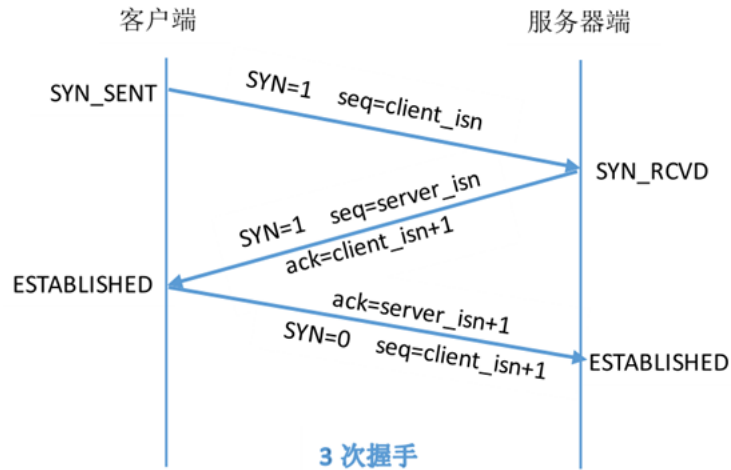 客户端
服务器端
SYN_SENT
SYN=1 seq=client_isn
SYN_RCVD
SYN=1 seq=server_isn
ack=client_isn+1
ESTABLISHED
ack=server_isn+1
SYN=0 seq=client_isn+1
ESTABLISHED
3 次握手